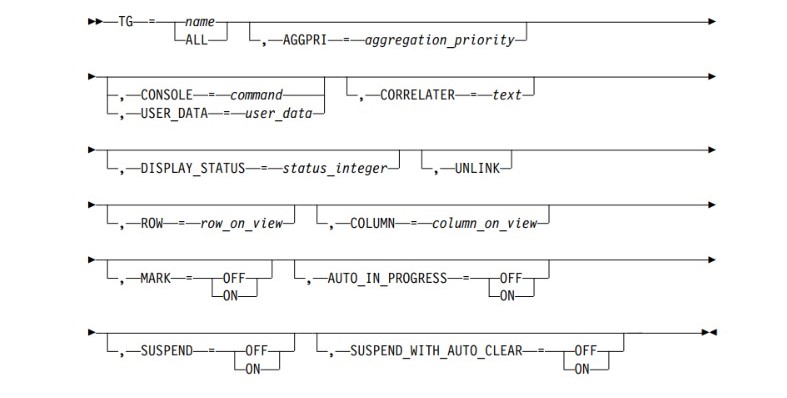 TG = name
ALL , AGGPRI = aggregation_priority
, CONSOLE = command , CORRELATER = text
, USER_DATA = user_data
, DISPLAY_STATUS = status_integer , UNLINK
, ROW = row_on_view , COLUMN = column_on_view
, MARK = OFF , AUTO_IN_PROGRESS = OFF
ON ON
, SUSPEND = OFF , SUSPEND_WITH_AUTO_CLEAR = OFF
ON ON